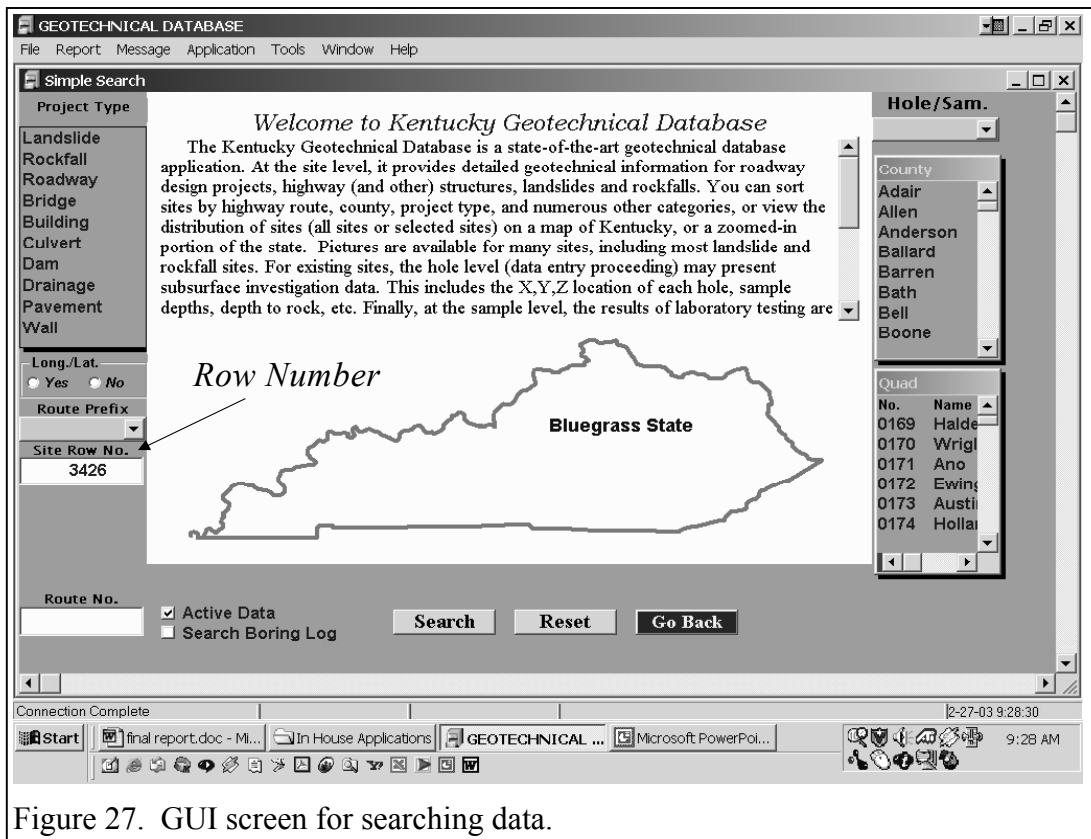 GEOTECHNICAL DATABASE
File Report Message Application Tools Window Help
Simple Search
Project Type
Landslide
Rockfall
Roadway
Bridge
Building
Culvert
Dam
Drainage
Pavement
Wall
Long./Lat.
Yes No
Route Prefix
Site Row No.
3426
Route No.
Welcome to Kentucky Geotechnical Database
The Kentucky Geotechnical Database is a state-of-the-art geotechnical database
application. At the site level, it provides detailed geotechnical information for roadway
design projects, highway (and other) structures, landslides and rockfalls. You can sort
sites by highway route, county, project type, and numerous other categories, or view the
distribution of sites (all sites or selected sites) on a map of Kentucky, or a zoomed-in
portion of the state. Pictures are available for many sites, including most landslide and
rockfall sites. For existing sites, the hole level (data entry proceeding) may present
subsurface investigation data. This includes the X,Y,Z location of each hole, sample
depths, depth to rock, etc. Finally, at the sample level, the results of laboratory testing are
Row Number
Bluegrass State
Hole/Sam.
County
Adair
Allen
Anderson
Ballard
Barren
Bath
Bell
Boone
Quad
No. Name
0169 Halde
0170 Wrigl
0171 Ano
0172 Ewing
0173 Austi
0174 Holla
Active Data
Search Boring Log
Search Reset Go Back
Connection Complete
2-27-03 9:28:30
Start final report.doc - Mi... In House Applications GEOTECHNICAL ... Microsoft PowerPoi... 9:28 AM
Figure 27. GUI screen for searching data.